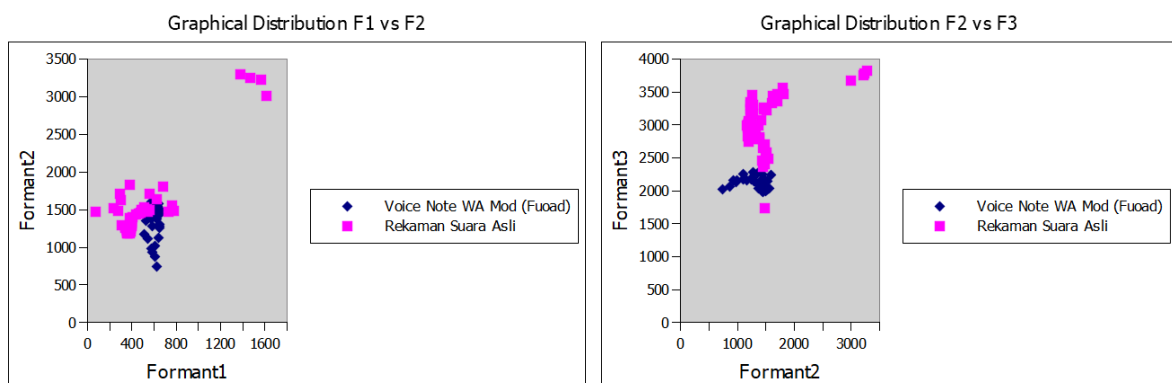 Graphical Distribution F1 vs F2
3500
3000
2500
2000
1500
1000
500
0
0 400 800 1200 1600
Formant2
Formant1
Voice Note WA Mod (Fuoad)
Rekaman Suara Asli
Graphical Distribution F2 vs F3
4000
3500
3000
2500
2000
1500
1000
500
0
0 1000 2000 3000
Formant3
Formant2
Voice Note WA Mod (Fuoad)
Rekaman Suara Asli